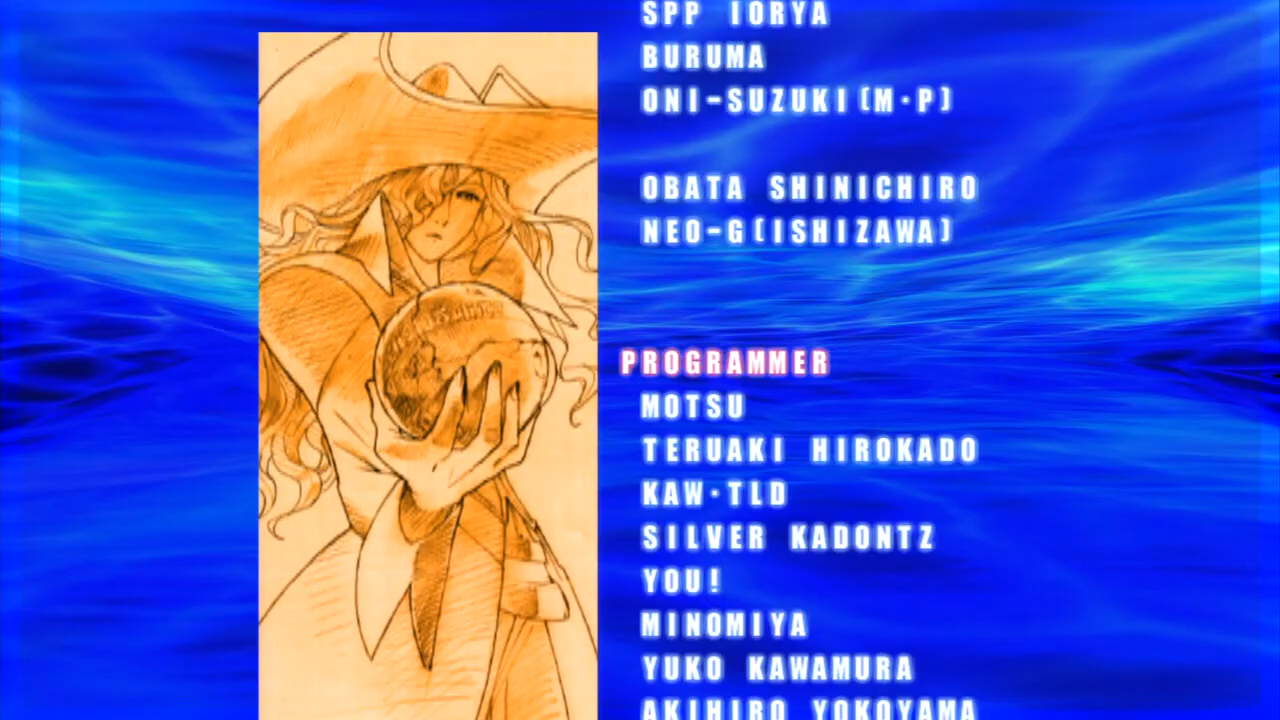 SPP IORYA
BURUMA
ONI-SUZUKI(M·P)
OBATA SHINICHIRO
NEO-G(ISHIZAWA)
PROGRAMMER
MOTSU
TERUAKI HIROKADO
KAW·TLD
SILVER KADONTZ
YOU!
MINOMIYA
YUKO KAWAMURA
AKIHIRO YOKOYAMA